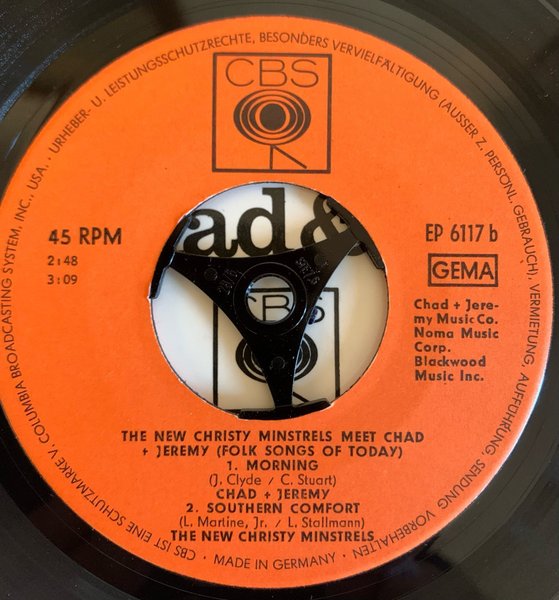 URHEBER- U. LEISTUNGSSCHUTZRECHTE, BESONDERS VERVIELFÄLTIGUNG (AUSSER Z. PERSÖNL. GEBRAUCH), VERMIETUNG, AUFFÜHRUNG, SENDUNG VORBEHALTEN
CBS
45 RPM
2:48
3:09
ad &
EP 6117 b
GEMA
Chad + Jere-
my Music Co.
Noma Music
Corp.
Blackwood
Music Inc.
CBS
THE NEW CHRISTY MINSTRELS MEET CHAD
+ JEREMY (FOLK SONGS OF TODAY)
1. MORNING
(J. Clyde / C. Stuart)
CHAD + JEREMY
2. SOUTHERN COMFORT
(L. Martine, Jr. / L. Stallmann)
THE NEW CHRISTY MINSTRELS
CBS IST EINE SCHUTZMARKE V. COLUMBIA BROADCASTING SYSTEM, INC., USA.
· MADE IN GERMANY ·